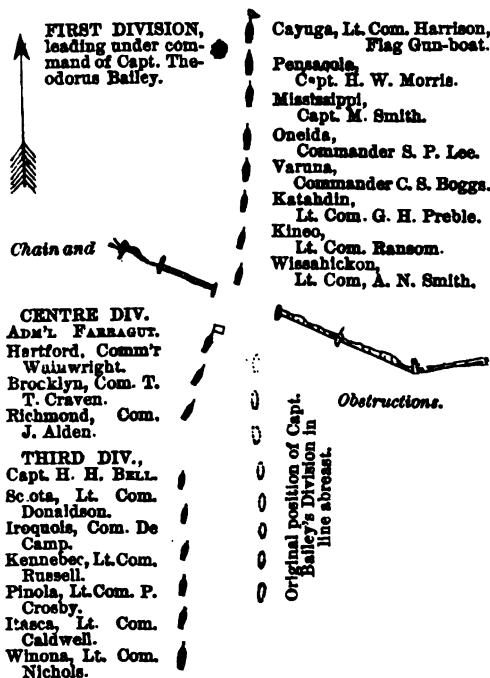 FIRST DIVISION,
leading under com-
mand of Capt. The-
odorus Bailey.
Cayuga, Lt. Com. Harrison,
Flag Gun-boat.
Pensacola,
Capt. H. W. Morris.
Mississippi,
Capt. M. Smith.
Oneida,
Commander S. P. Lee.
Varuna,
Commander C. S. Boggs.
Katahdin,
Lt. Com. G. H. Preble.
Kineo,
Lt. Com. Ransom.
Wissahickon,
Lt. Com, A. N. Smith.
Chain and
Obstructions.
CENTRE DIV.
ADM'L FARRAGUT.
Hartford, Comm'r
Wainwright.
Brocklyn, Com. T.
T. Craven.
Richmond, Com.
J. Alden.
THIRD DIV.,
Capt. H. H. BELL.
Sc.ota, Lt. Com.
Donaldson.
Iroquois, Com. De
Camp.
Kennebec, Lt.Com.
Russell.
Pinola, Lt.Com. P.
Crosby.
Itasca, Lt. Com.
Caldwell.
Winona, Lt. Com.
Nichols.
Original position of Capt.
Bailey's Division in
line abreast.